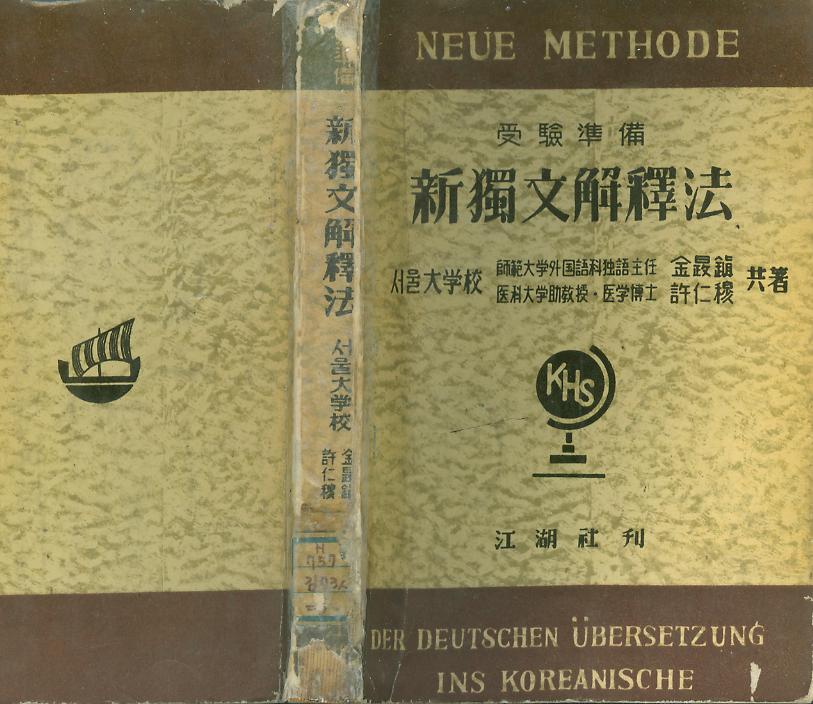 NEUE METHODE
受驗準備
新獨文解釋法
서울大学校
師範大学外国語科独語主任 金晸鎭
医科大学助教授・医学博士 許仁穆
共著
KHS
江湖社刊
DER DEUTSCHEN ÜBERSETZUNG
INS KOREANISCHE
新獨文解釋法
서울大学校
金晸鎭
許仁穆
H
757